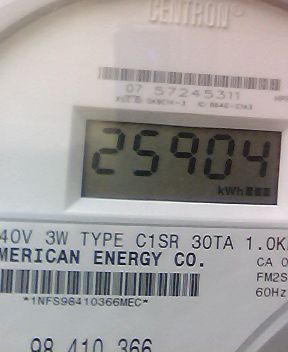 CENTRON®
07 57245311
25904
kWh
40V 3W TYPE C1SR 30TA 1.0K
MERICAN ENERGY CO.
CA 0
FM2S
60Hz
*1NFS98410366MEC*
98 410 366